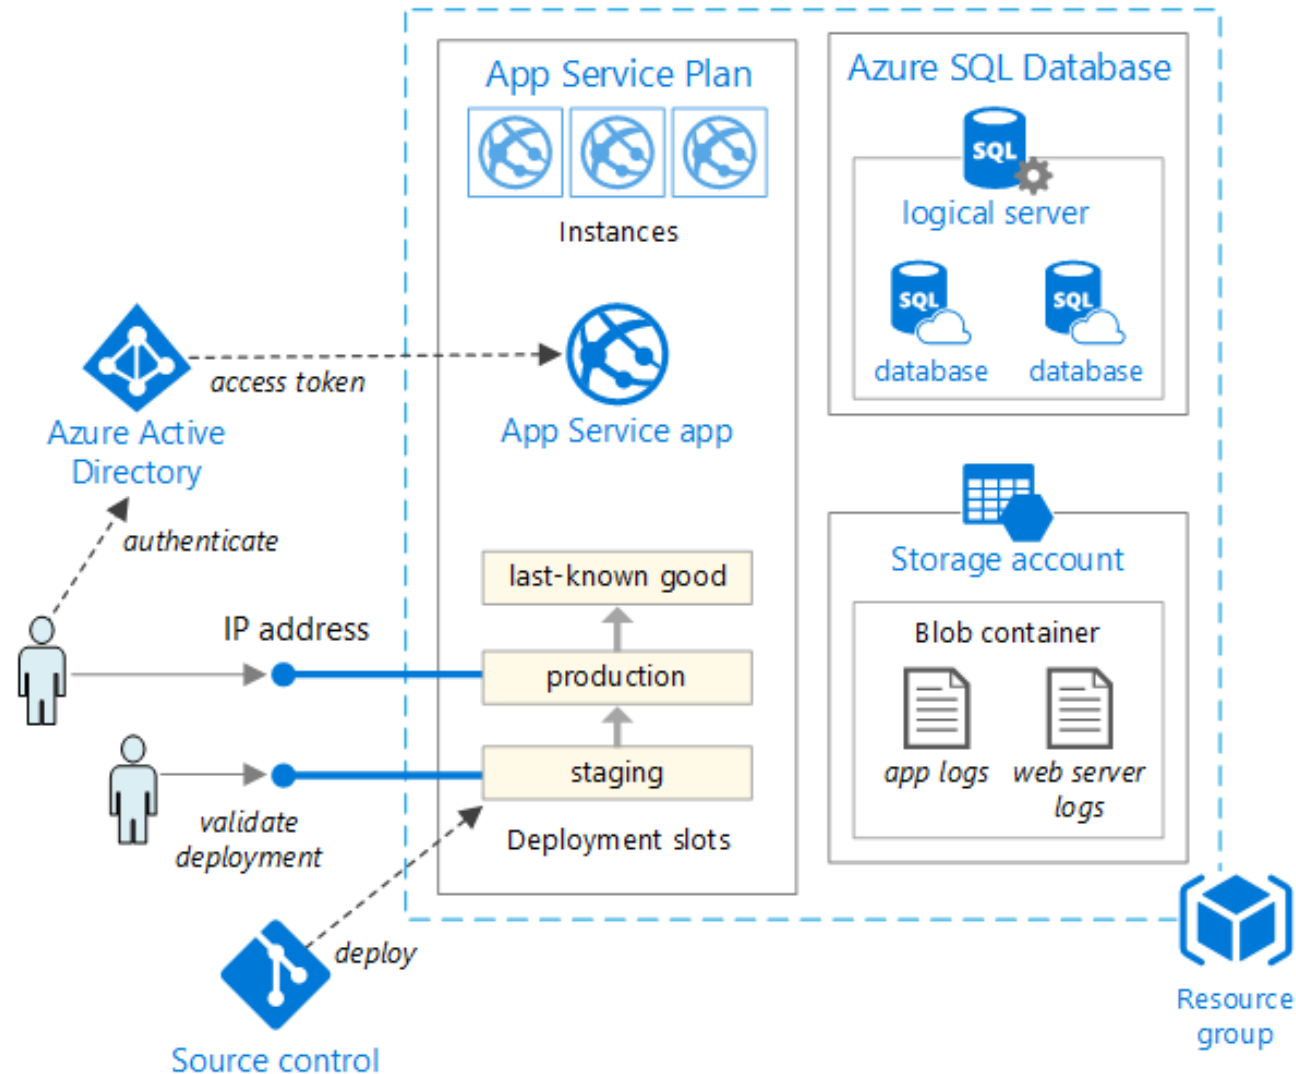 App Service Plan
Instances
App Service app
last-known good
production
staging
Deployment slots
Azure SQL Database
SQL
logical server
SQL
SQL
database
database
Storage account
Blob container
app logs
web server
logs
access token
Azure Active
Directory
authenticate
IP address
validate
deployment
deploy
Source control
Resource
group